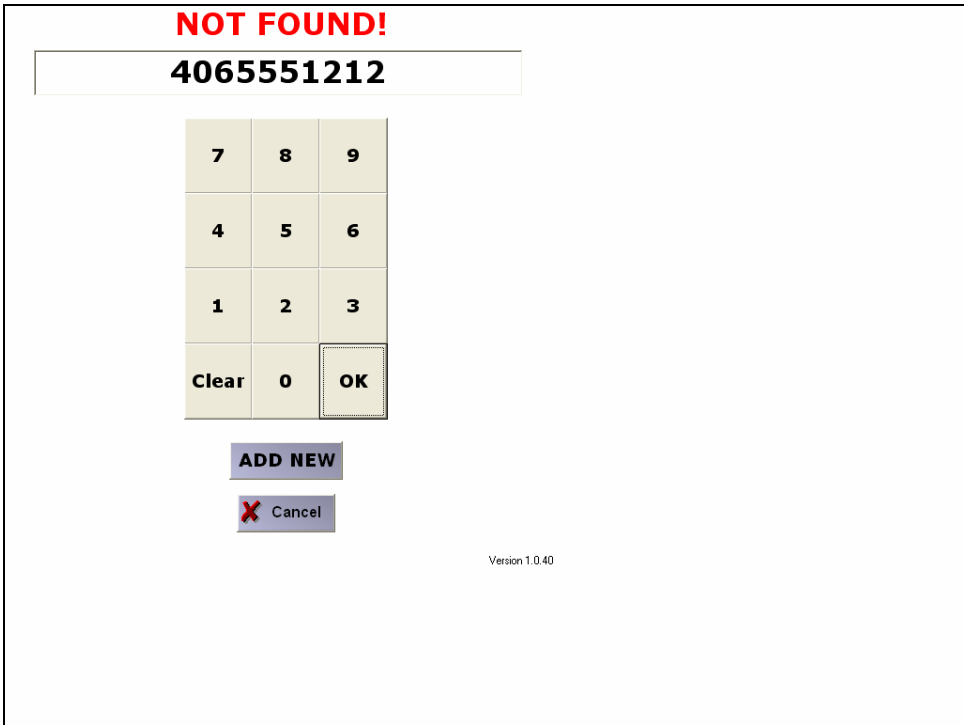 NOT FOUND!
4065551212
7 8 9
4 5 6
1 2 3
Clear 0 OK
ADD NEW
Cancel
Version 1.0.40